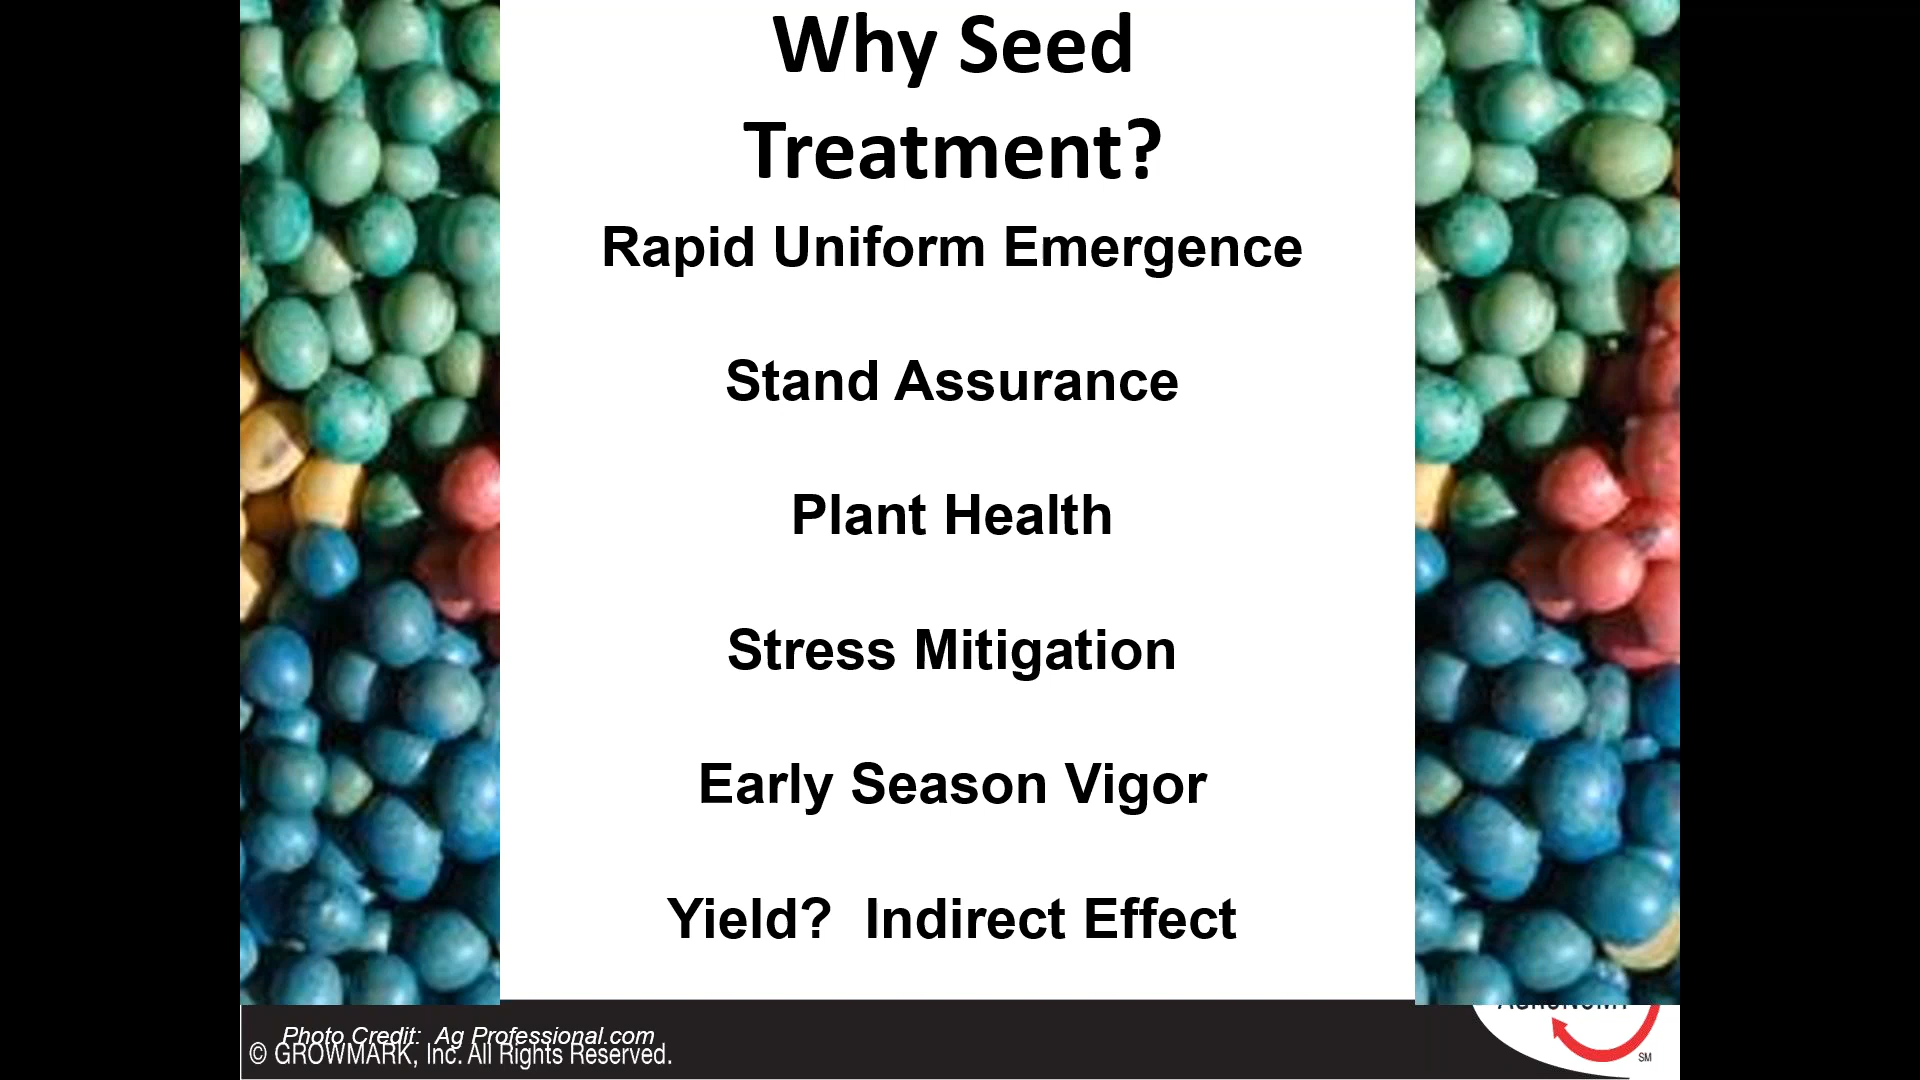 Why Seed
Treatment?
Rapid Uniform Emergence
Stand Assurance
Plant Health
Stress Mitigation
Early Season Vigor
Yield?  Indirect Effect
Photo Credit:  Ag Professional.com
© GROWMARK, Inc. All Rights Reserved.
SM